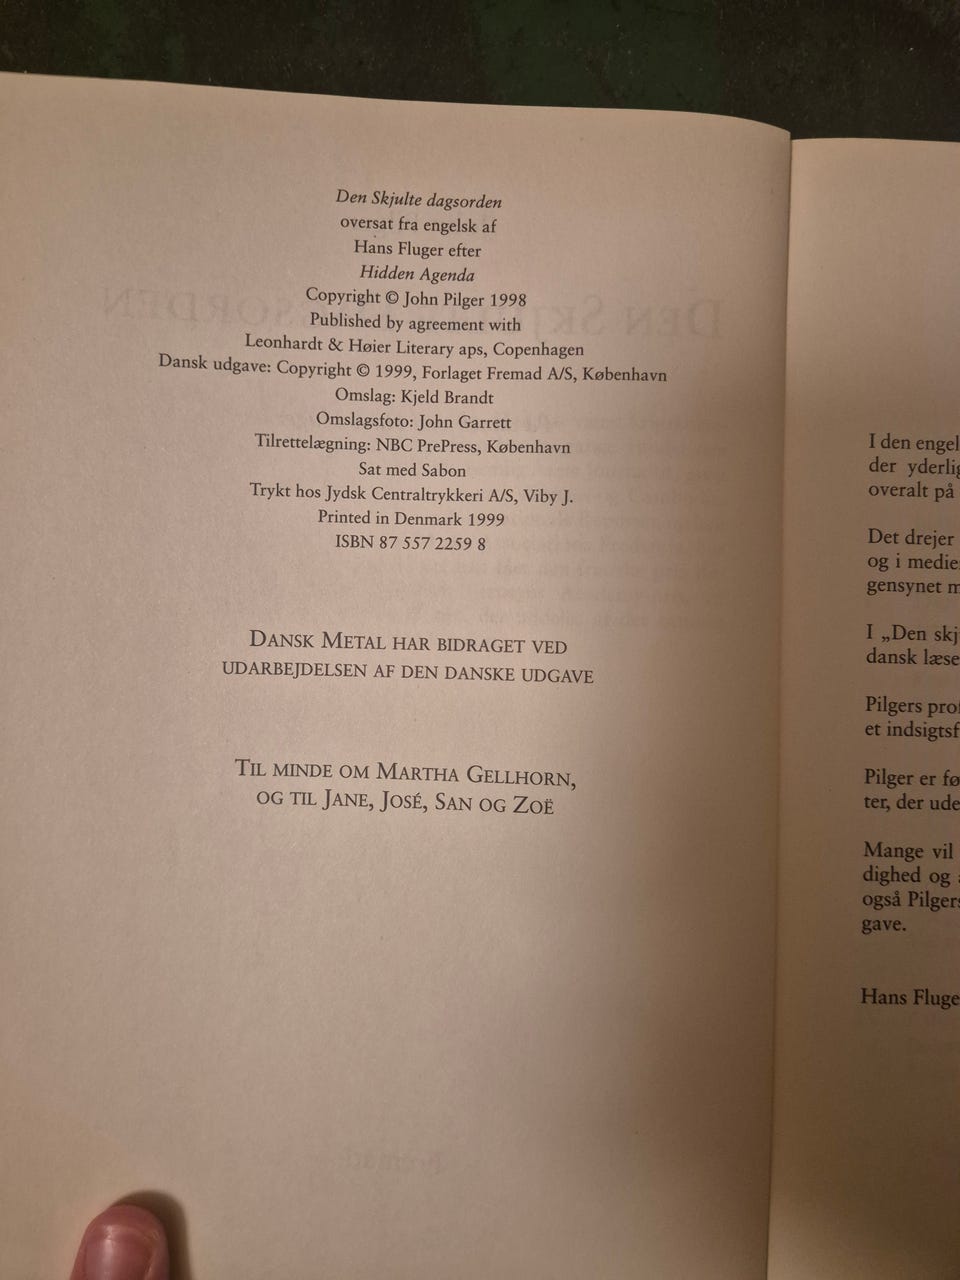 Den Skjulte dagsorden
oversat fra engelsk af
Hans Fluger efter
Hidden Agenda
Copyright © John Pilger 1998
Published by agreement with
Leonhardt & Høier Literary aps, Copenhagen
Dansk udgave: Copyright © 1999, Forlaget Fremad A/S, København
Omslag: Kjeld Brandt
Omslagsfoto: John Garrett
Tilrettelægning: NBC PrePress, København
Sat med Sabon
Trykt hos Jydsk Centraltrykkeri A/S, Viby J.
Printed in Denmark 1999
ISBN 87 557 2259 8
DANSK METAL HAR BIDRAGET VED
UDARBEJDELSEN AF DEN DANSKE UDGAVE
TIL MINDE OM MARTHA GELLHORN,
OG TIL JANE, JOSÉ, SAN OG ZOË
I den engel
der yderlig
overalt på
Det drejer
og i medie
gensynet m
I „Den skj
dansk læse
Pilgers pro
et indsigtsf
Pilger er fø
ter, der ude
Mange vil
dighed og
også Pilgers
gave.
Hans Fluge